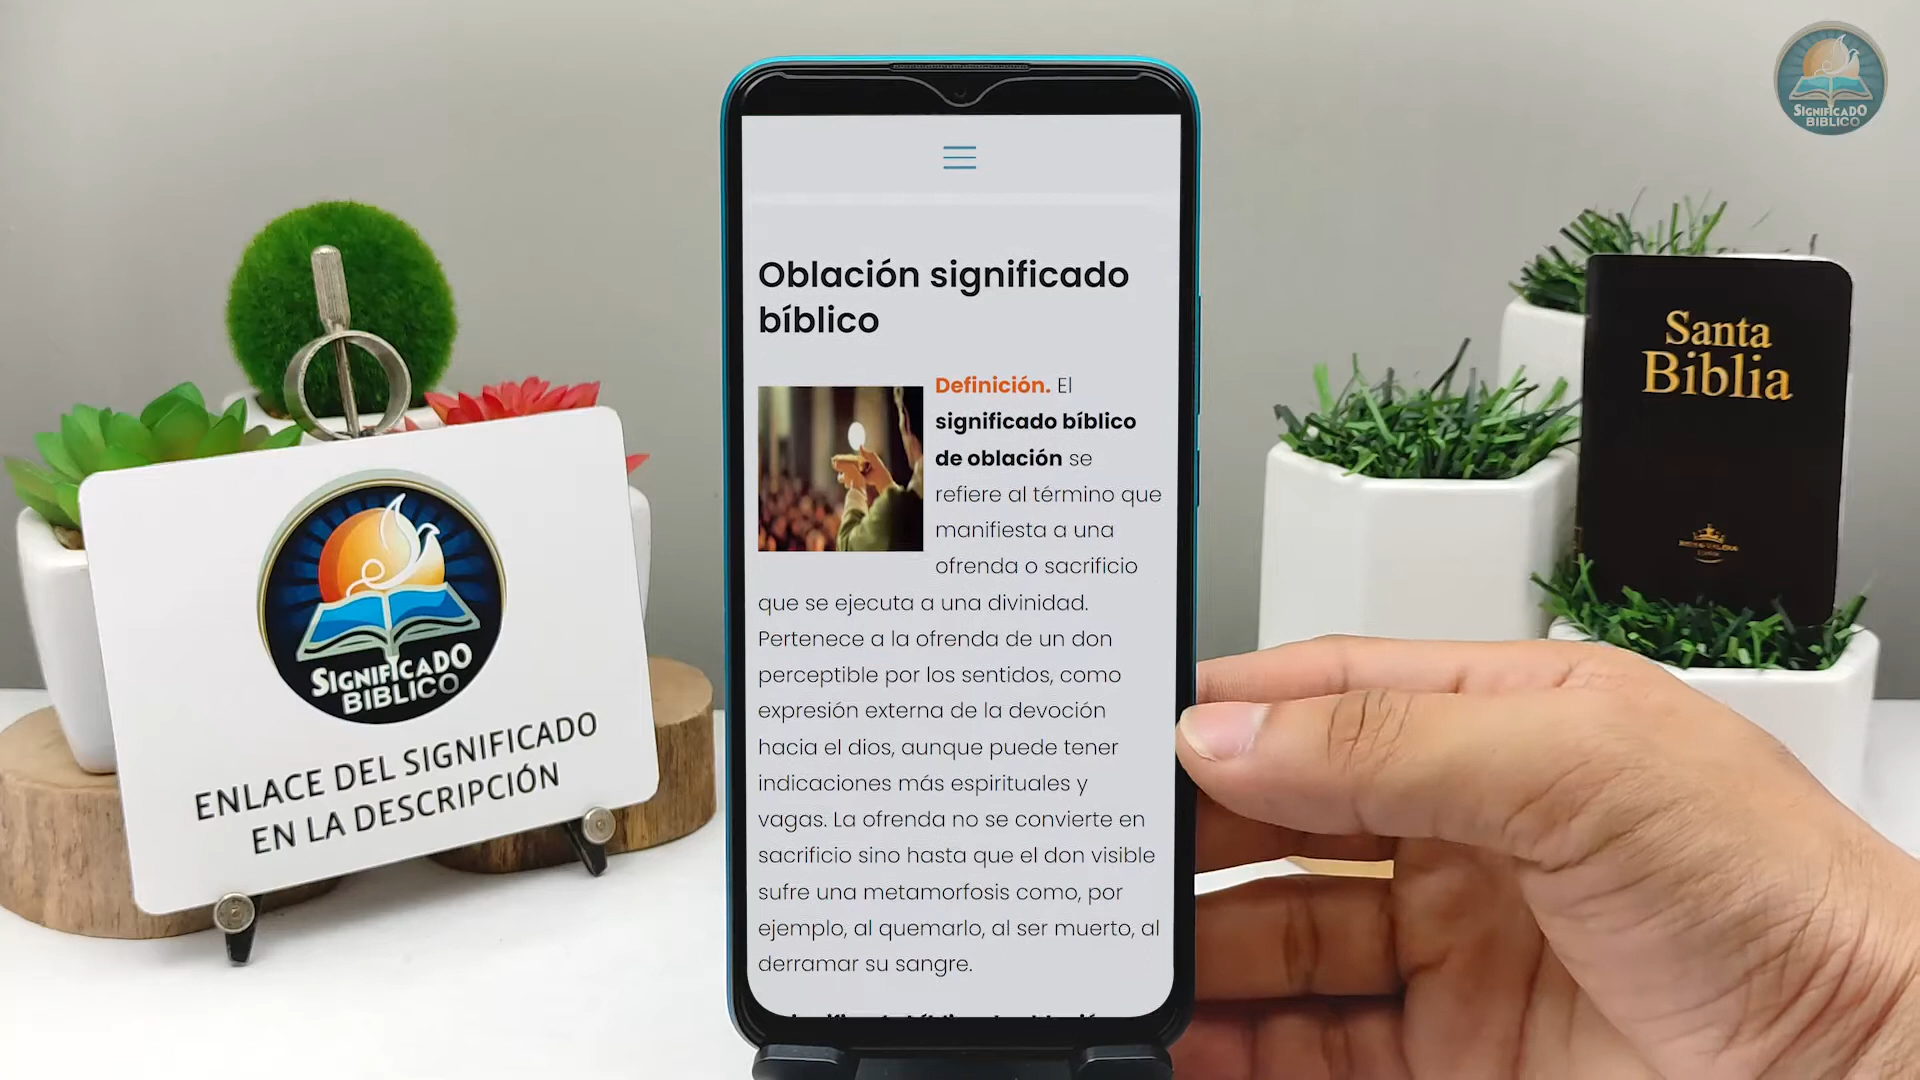 SIGNIFICADO
BIBLICO
Oblación significado
bíblico
Definición. El
significado bíblico
de oblación se
refiere al término que
manifiesta a una
ofrenda o sacrificio
que se ejecuta a una divinidad.
Pertenece a la ofrenda de un don
perceptible por los sentidos, como
expresión externa de la devoción
hacia el dios, aunque puede tener
indicaciones más espirituales y
vagas. La ofrenda no se convierte en
sacrificio sino hasta que el don visible
sufre una metamorfosis como, por
ejemplo, al quemarlo, al ser muerto, al
derramar su sangre.
SIGNIFICADO
BIBLICO
ENLACE DEL SIGNIFICADO
EN LA DESCRIPCIÓN
Santa
Biblia